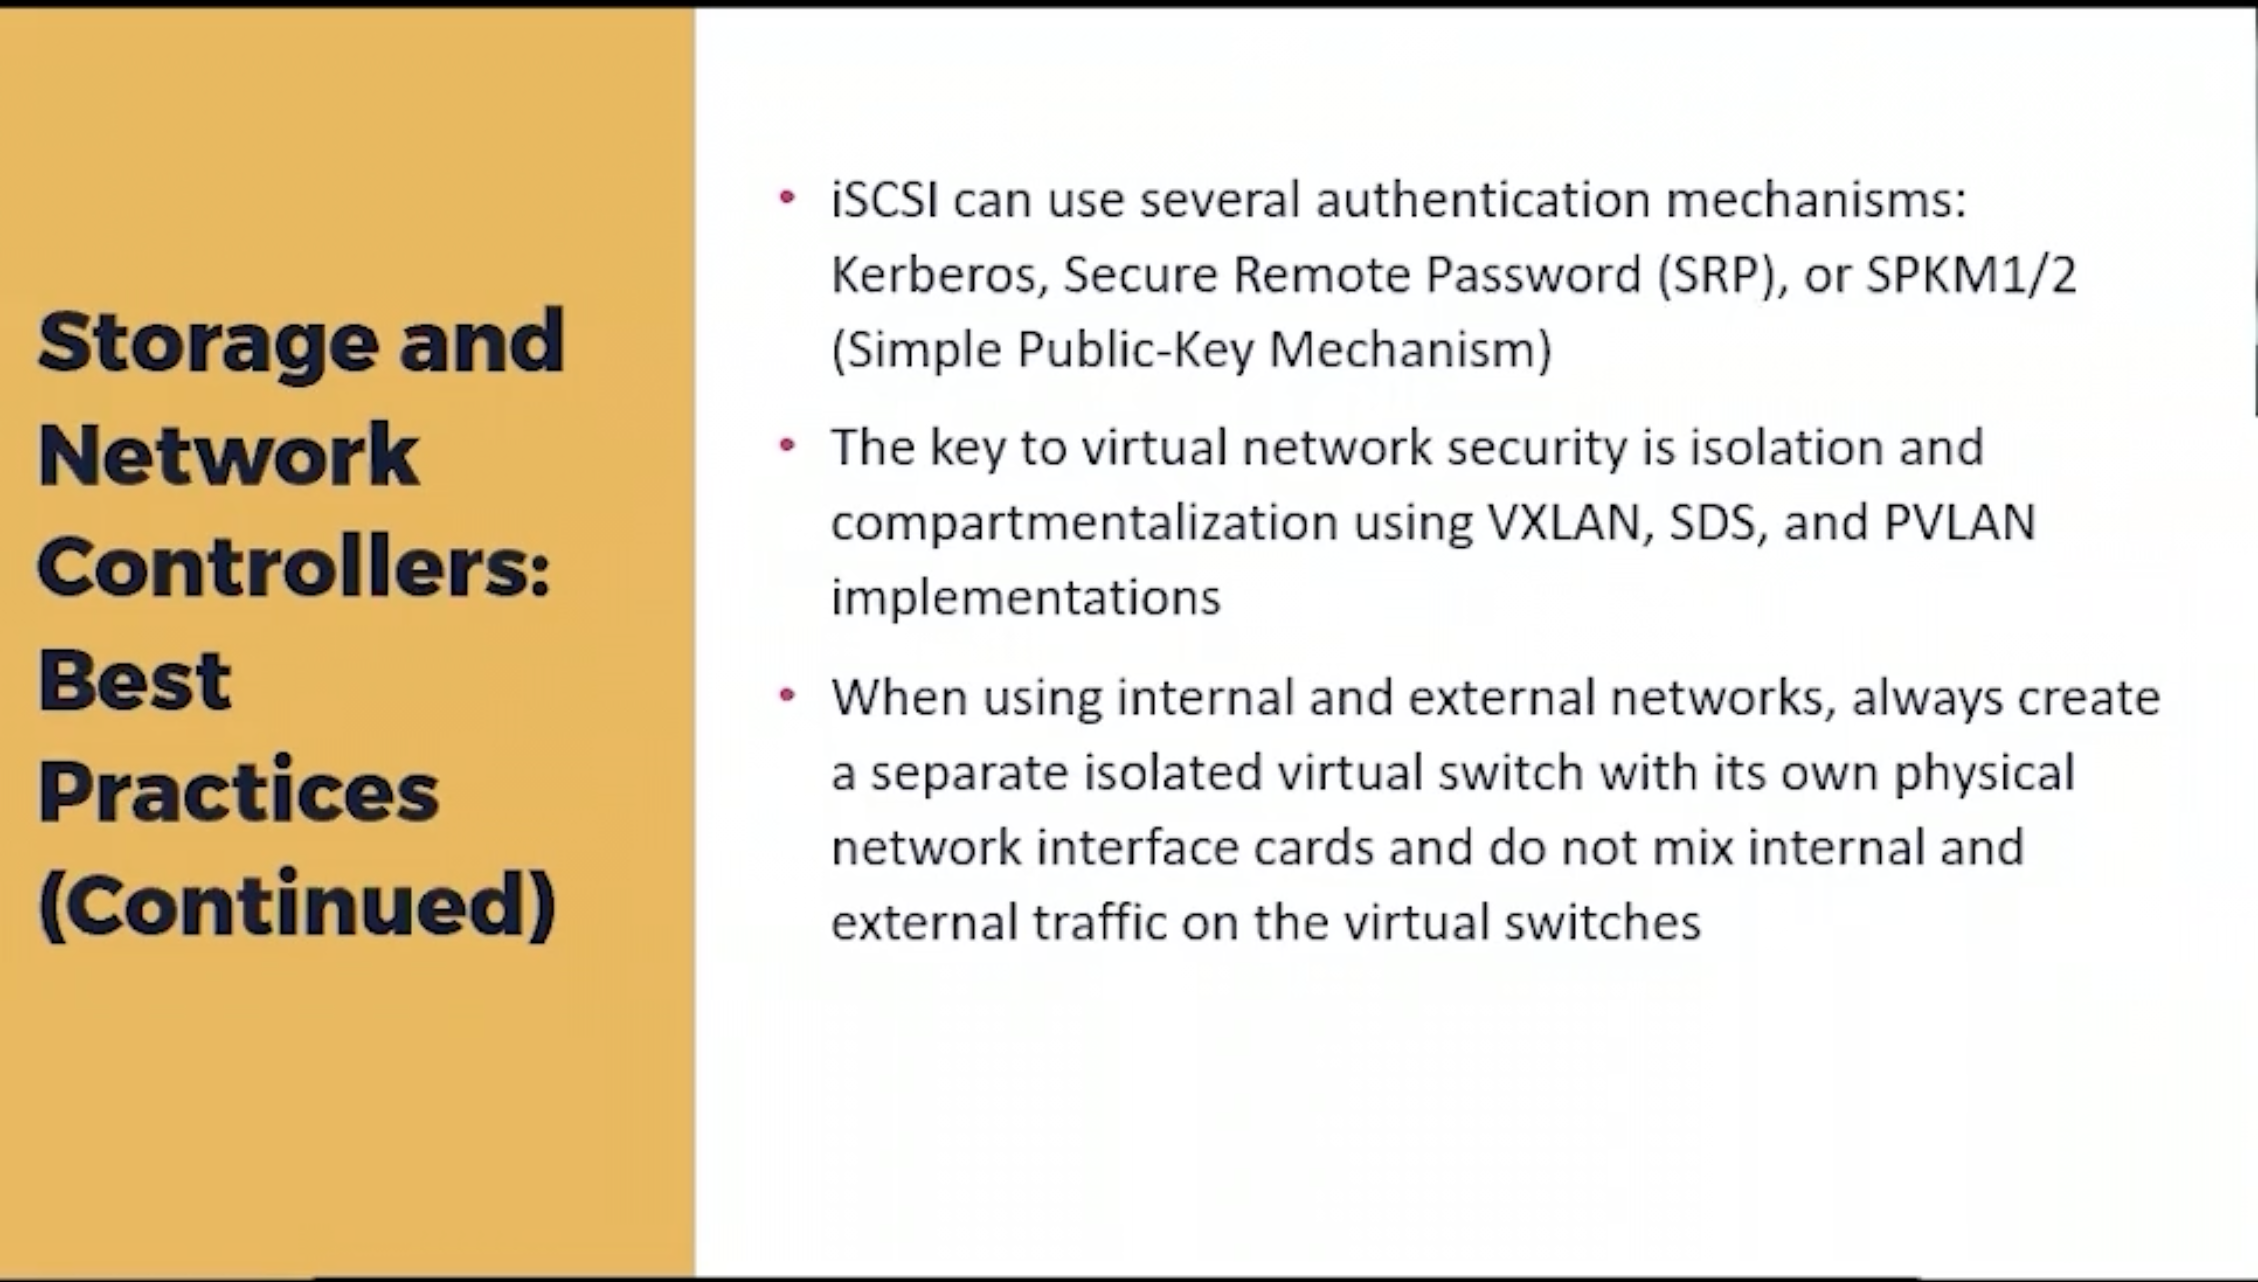 Storage and
Network
Controllers:
Best
Practices
(Continued)
• iSCSI can use several authentication mechanisms:
Kerberos, Secure Remote Password (SRP), or SPKM1/2
(Simple Public-Key Mechanism)
• The key to virtual network security is isolation and
compartmentalization using VXLAN, SDS, and PVLAN
implementations
• When using internal and external networks, always create
a separate isolated virtual switch with its own physical
network interface cards and do not mix internal and
external traffic on the virtual switches